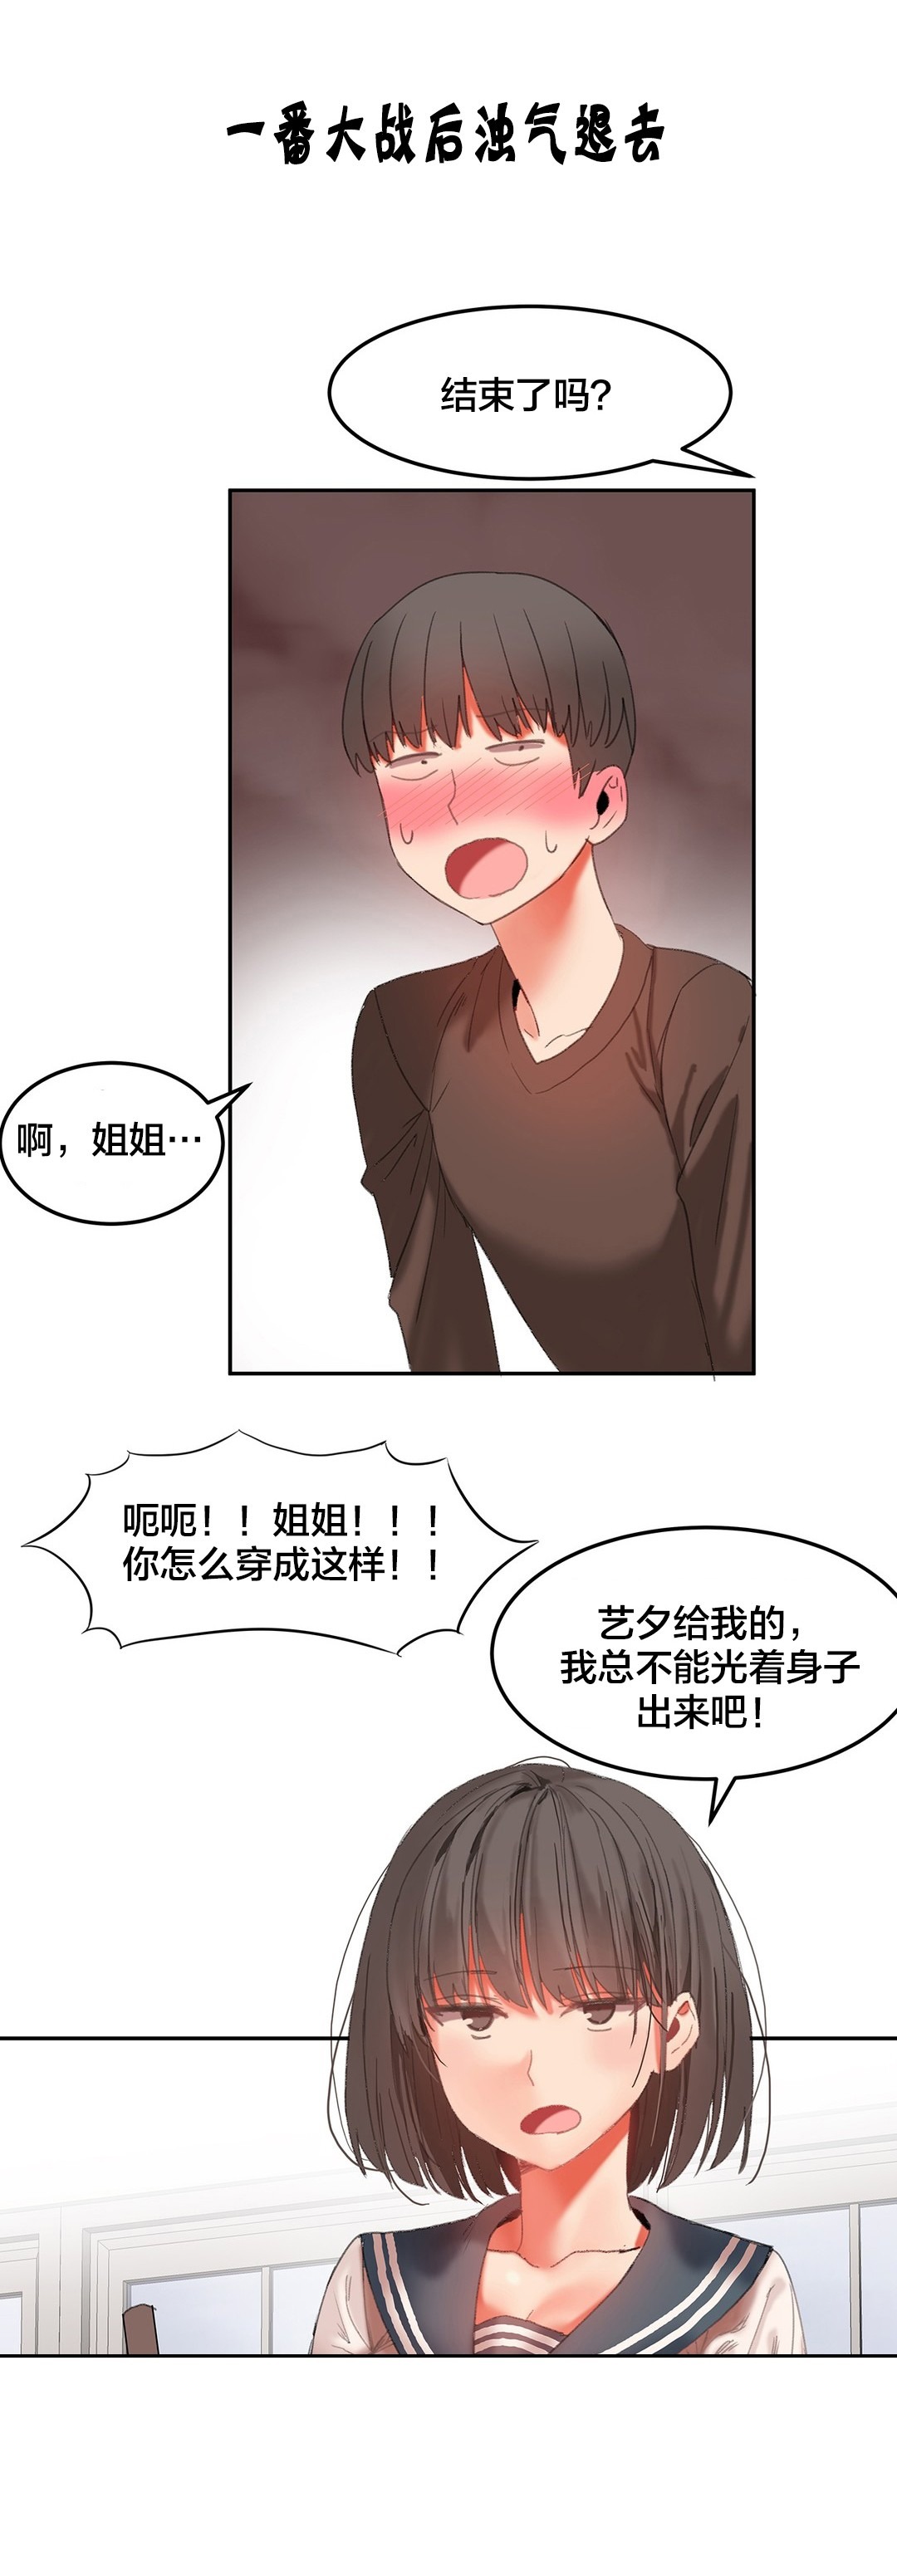 一番大战后浊气退去
结束了吗?
啊，姐姐…
呃呃！！姐姐！！！
你怎么穿成这样！！
艺夕给我的，
我总不能光着身子
出来吧！